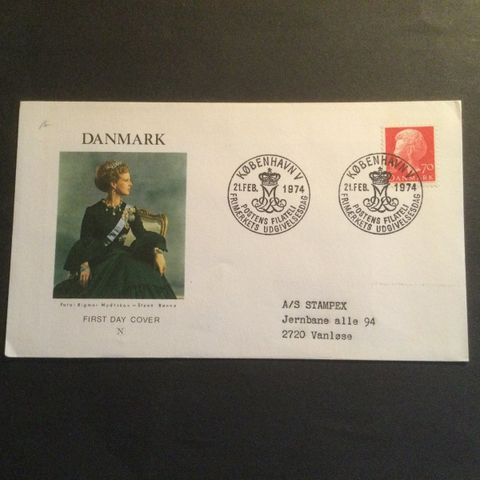 DANMARK
Foto: Rigmor Mydtskov – Steen Rønne
FIRST DAY COVER
N
KØBENHAVN V
21. FEB. 1974
POSTENS FILATELI
FRIMÆRKETS UDGIVELSESDAG
KØBENHAVN V
21. FEB. 1974
POSTENS FILATELI
FRIMÆRKETS UDGIVELSESDAG
70
DANMARK
A/S STAMPEX
Jernbane alle 94
2720 Vanløse